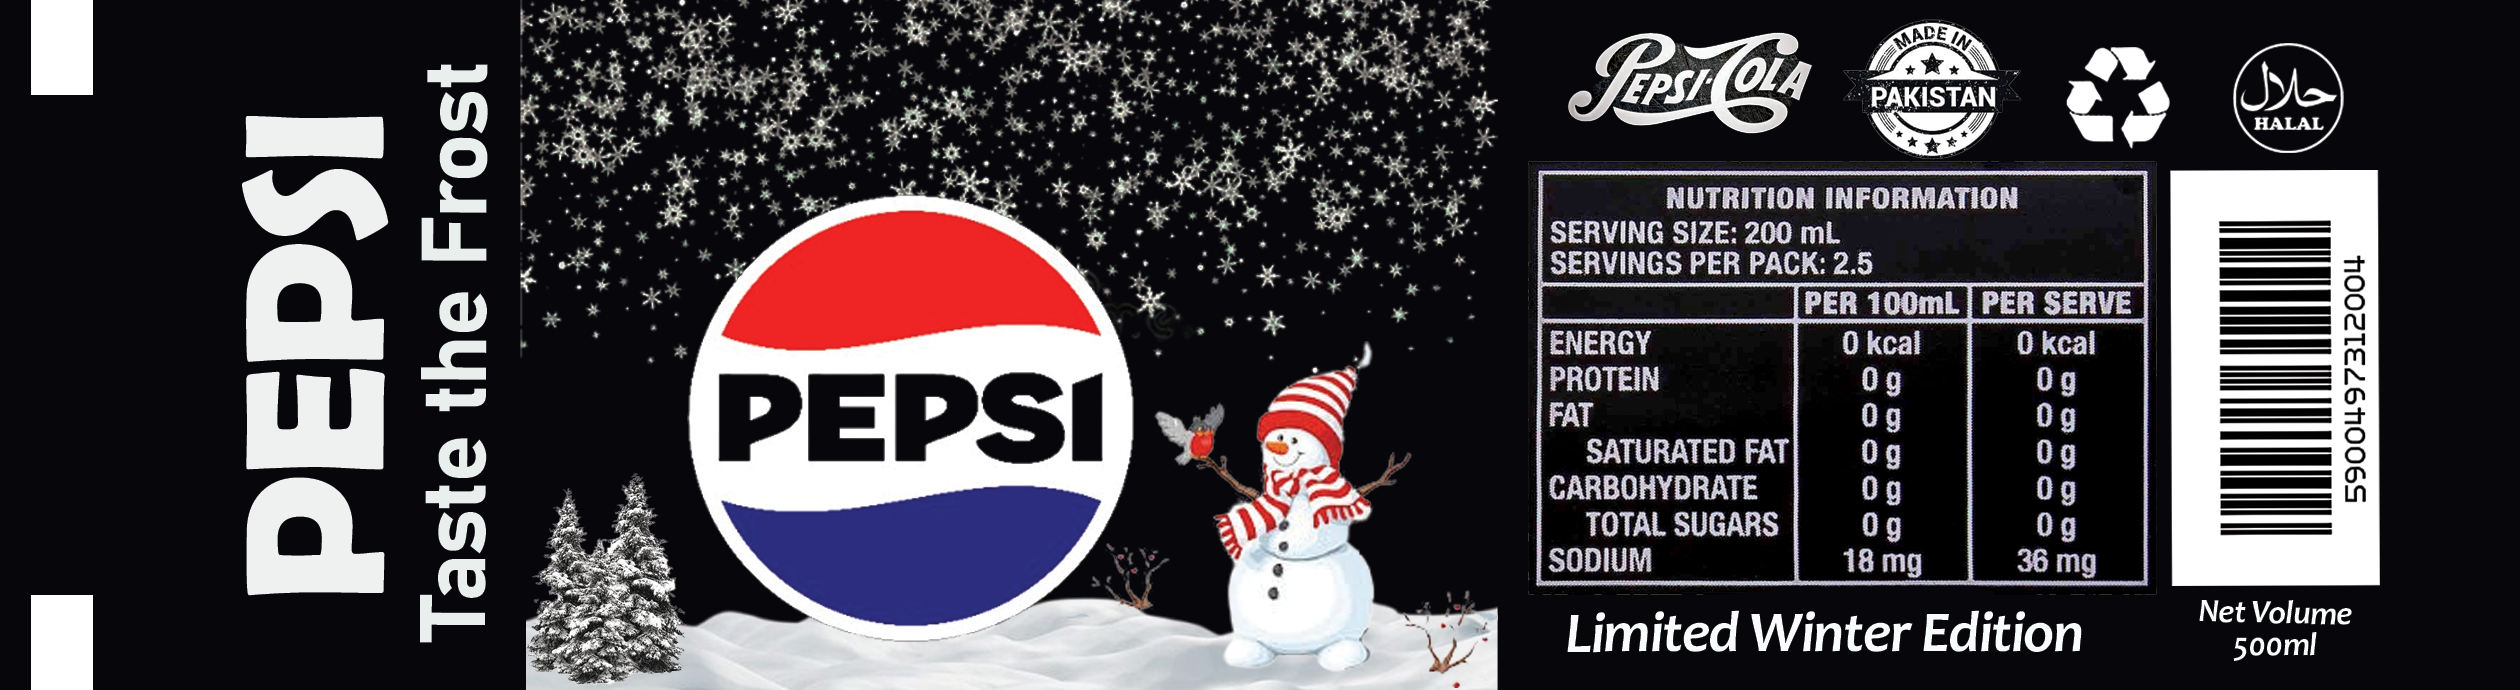 PEPSI
Taste the Frost
PEPSI
PEPSI·COLA
MADE IN
PAKISTAN
حلال
HALAL
NUTRITION INFORMATION
SERVING SIZE: 200 mL
SERVINGS PER PACK: 2.5
PER 100mL PER SERVE
ENERGY 0 kcal 0 kcal
PROTEIN 0 g 0 g
FAT 0 g 0 g
SATURATED FAT 0 g 0 g
CARBOHYDRATE 0 g 0 g
TOTAL SUGARS 0 g 0 g
SODIUM 18 mg 36 mg
5900497312004
Limited Winter Edition
Net Volume
500ml